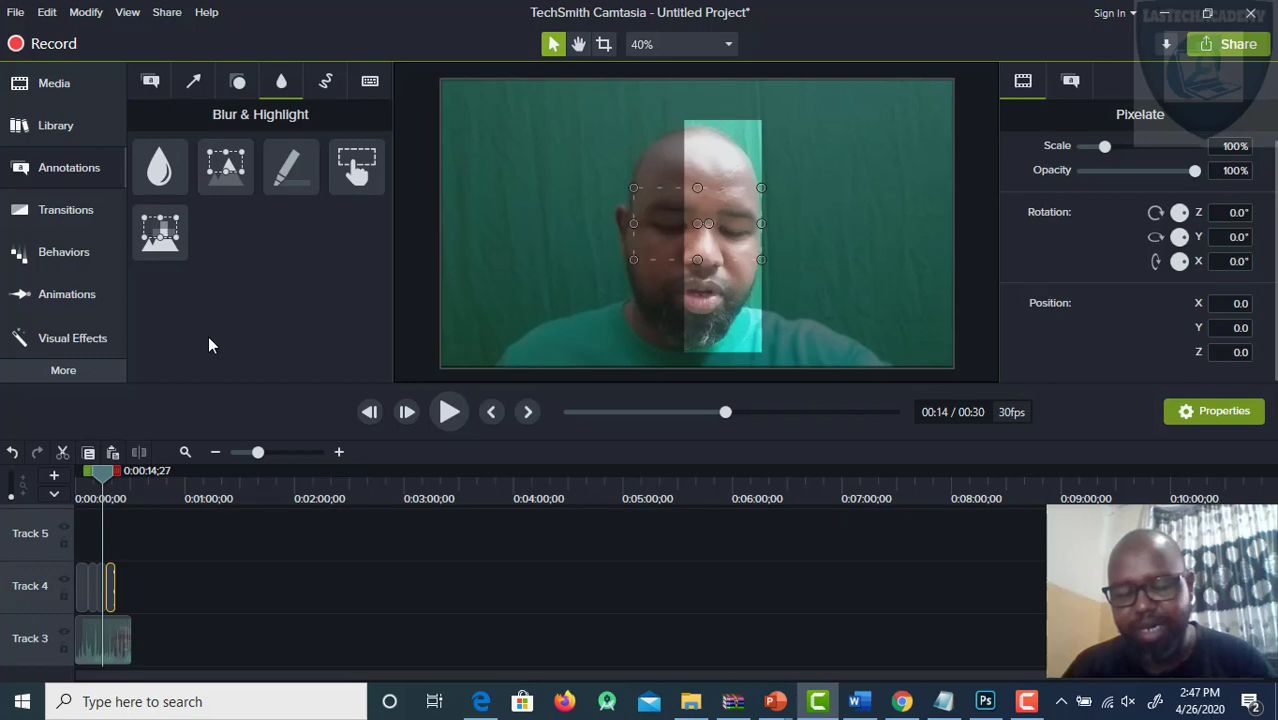 File Edit Modify View Share Help
TechSmith Camtasia - Untitled Project*
Sign In
LASTECHACADEMY
Record
40%
Share
Media
Library
Annotations
Transitions
Behaviors
Animations
Visual Effects
More
Blur & Highlight
Pixelate
Scale 100%
Opacity 100%
Rotation: Z 0.0°
Y 0.0°
X 0.0°
Position: X 0.0
Y 0.0
Z 0.0
00:14 / 00:30 30fps
Properties
0:00:14;27
0:00:00;00 0:01:00;00 0:02:00;00 0:03:00;00 0:04:00;00 0:05:00;00 0:06:00;00 0:07:00;00 0:08:00;00 0:09:00;00 0:10:00;00
Track 5
Track 4
Track 3
Type here to search
2:47 PM
4/26/2020
2